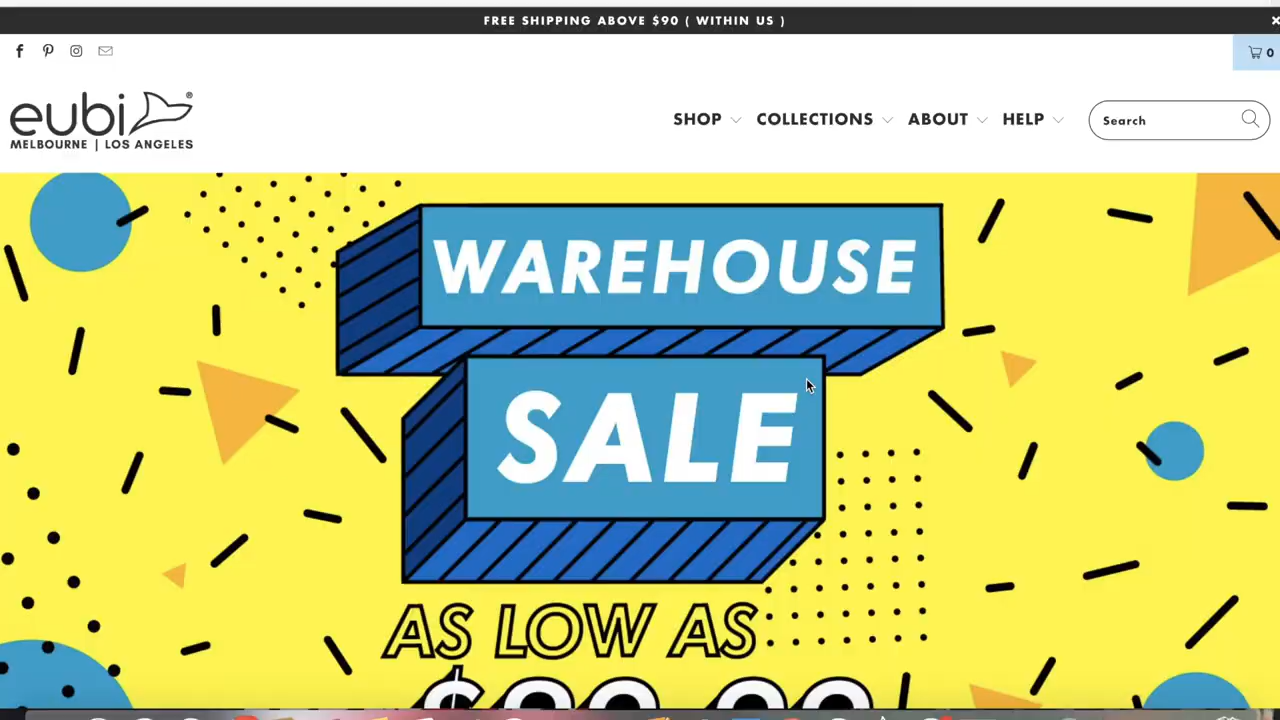 FREE SHIPPING ABOVE $90 ( WITHIN US )
0
eubi®
MELBOURNE | LOS ANGELES
SHOP COLLECTIONS ABOUT HELP Search
WAREHOUSE
SALE
AS LOW AS